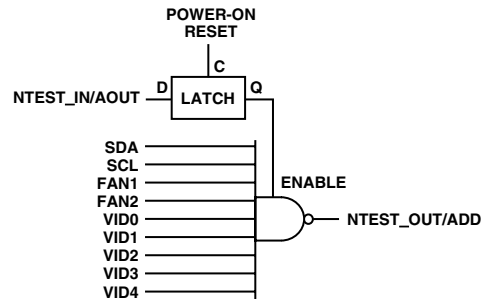 POWER-ON
RESET
C
D
Q
NTEST_IN/AOUT
LATCH
SDA
SCL
FAN1
ENABLE
FAN2
VID0
NTEST_OUT/ADD
VID1
VID2
VID3
VID4